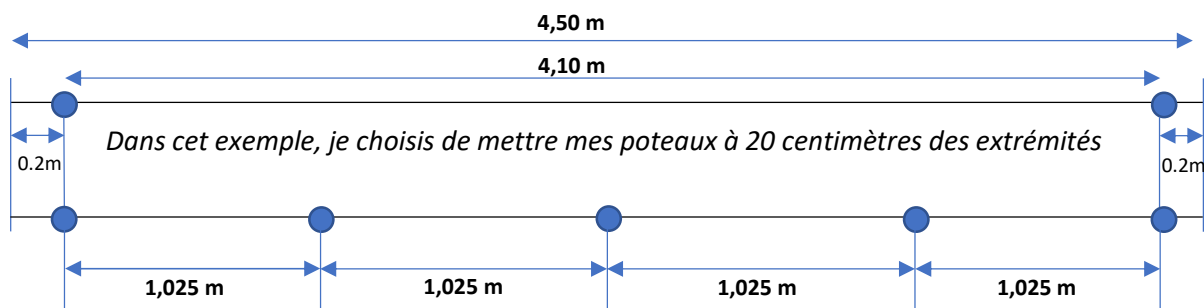 4,50 m
4,10 m
Dans cet exemple, je choisis de mettre mes poteaux à 20 centimètres des extrémités
0.2m
0.2m
1,025 m
1,025 m
1,025 m
1,025 m